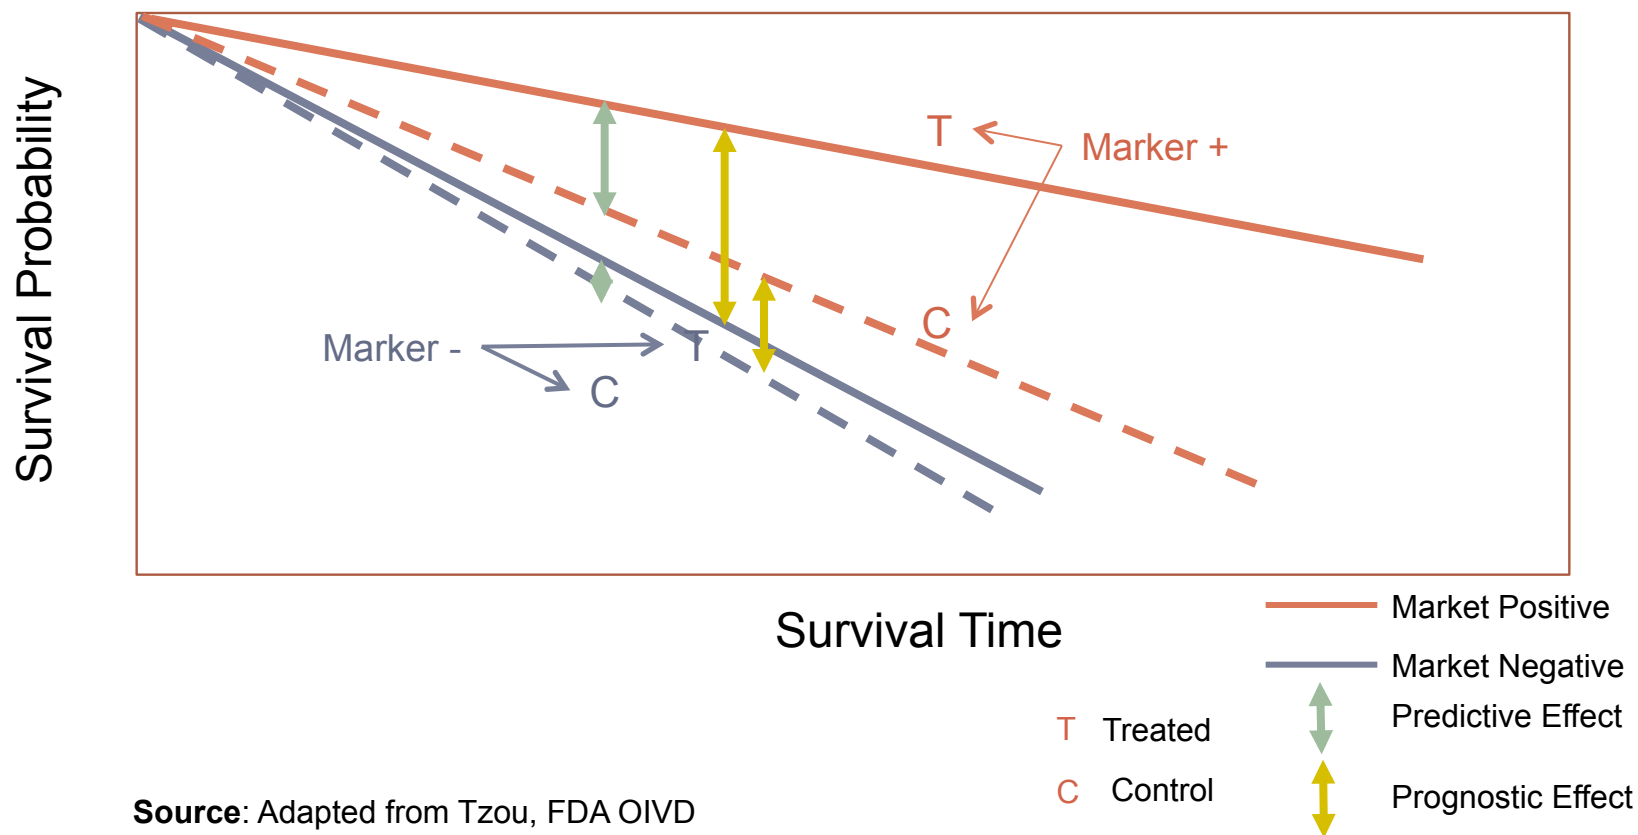 Survival Probability
T
Marker +
C
Marker -
T
C
Survival Time
Market Positive
Market Negative
Predictive Effect
T Treated
C Control
Prognostic Effect
Source: Adapted from Tzou, FDA OIVD